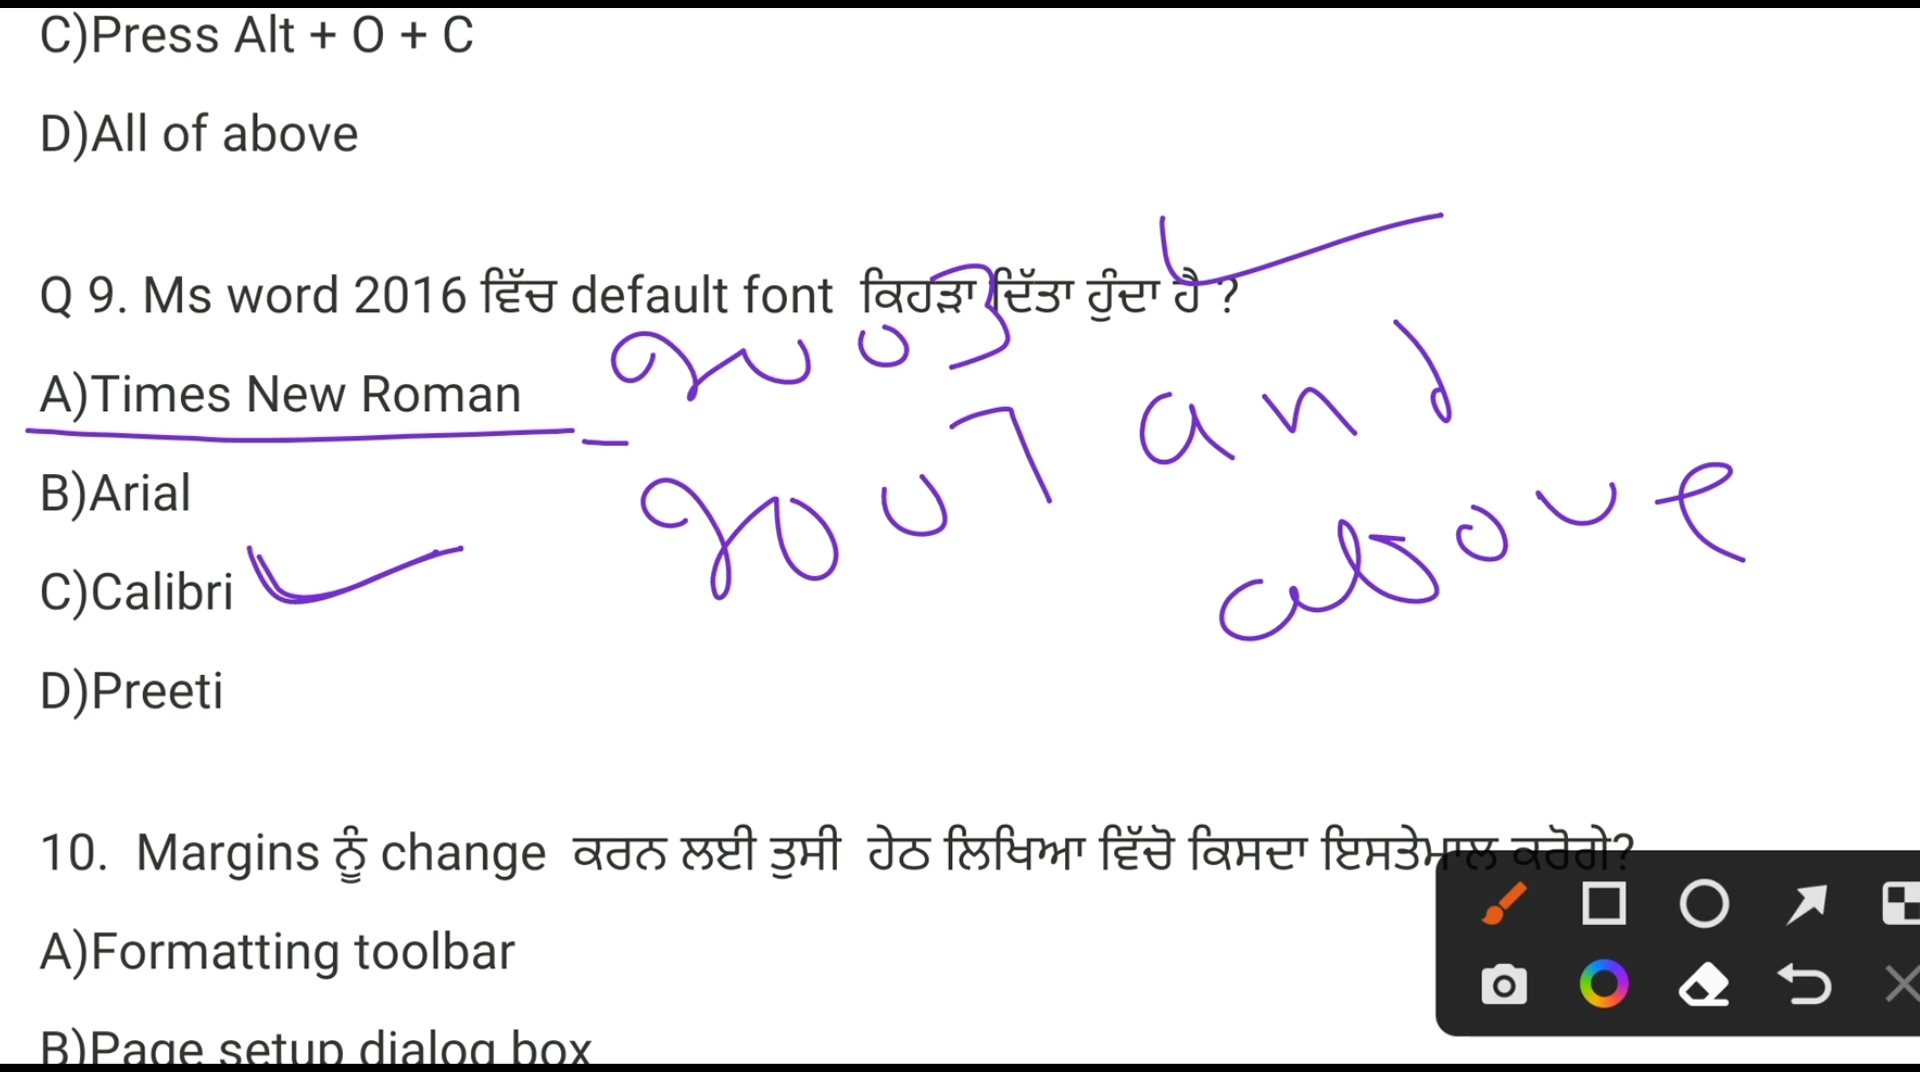 C)Press Alt + O + C
D)All of above
Q 9. Ms word 2016 ਵਿੱਚ default font ਕਿਹੜਾ ਦਿੱਤਾ ਹੁੰਦਾ ਹੈ ?
A)Times New Roman
2003
B)Arial
2007 and
above
C)Calibri
D)Preeti
10. Margins ਨੂੰ change ਕਰਨ ਲਈ ਤੁਸੀ ਹੇਠ ਲਿਖਿਆ ਵਿੱਚੋ ਕਿਸਦਾ ਇਸਤੇਮਾਲ ਕਰੋਗੇ?
A)Formatting toolbar
B)Page setup dialog box